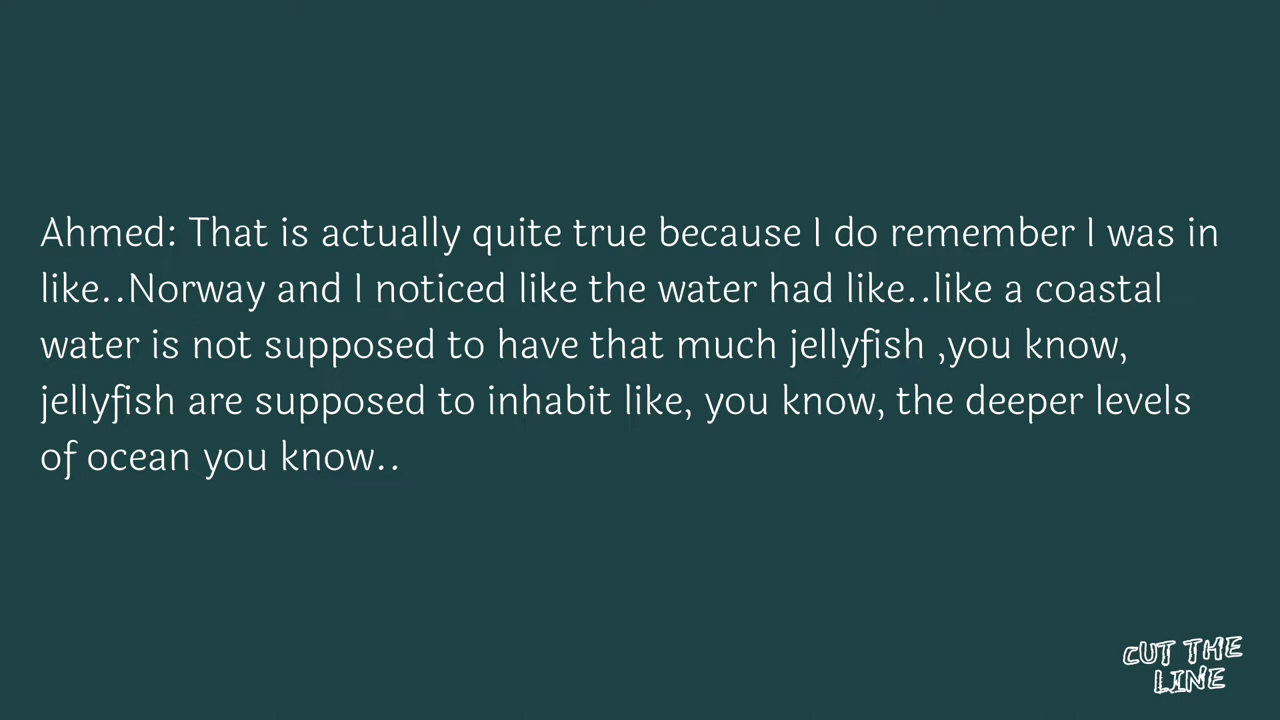 Ahmed: That is actually quite true because I do remember I was in
like..Norway and I noticed like the water had like..like a coastal
water is not supposed to have that much jellyfish ,you know,
jellyfish are supposed to inhabit like, you know, the deeper levels
of ocean you know..
CUT THE
LINE